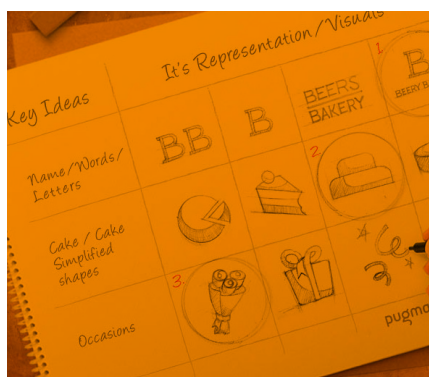 It's Representation/Visuals
Key Ideas
1
B
BEERY B
BEERS
BAKERY
B
BB
Name/Words/
Letters
2
Cake / Cake
Simplified
shapes
3.
Occasions
pugmo